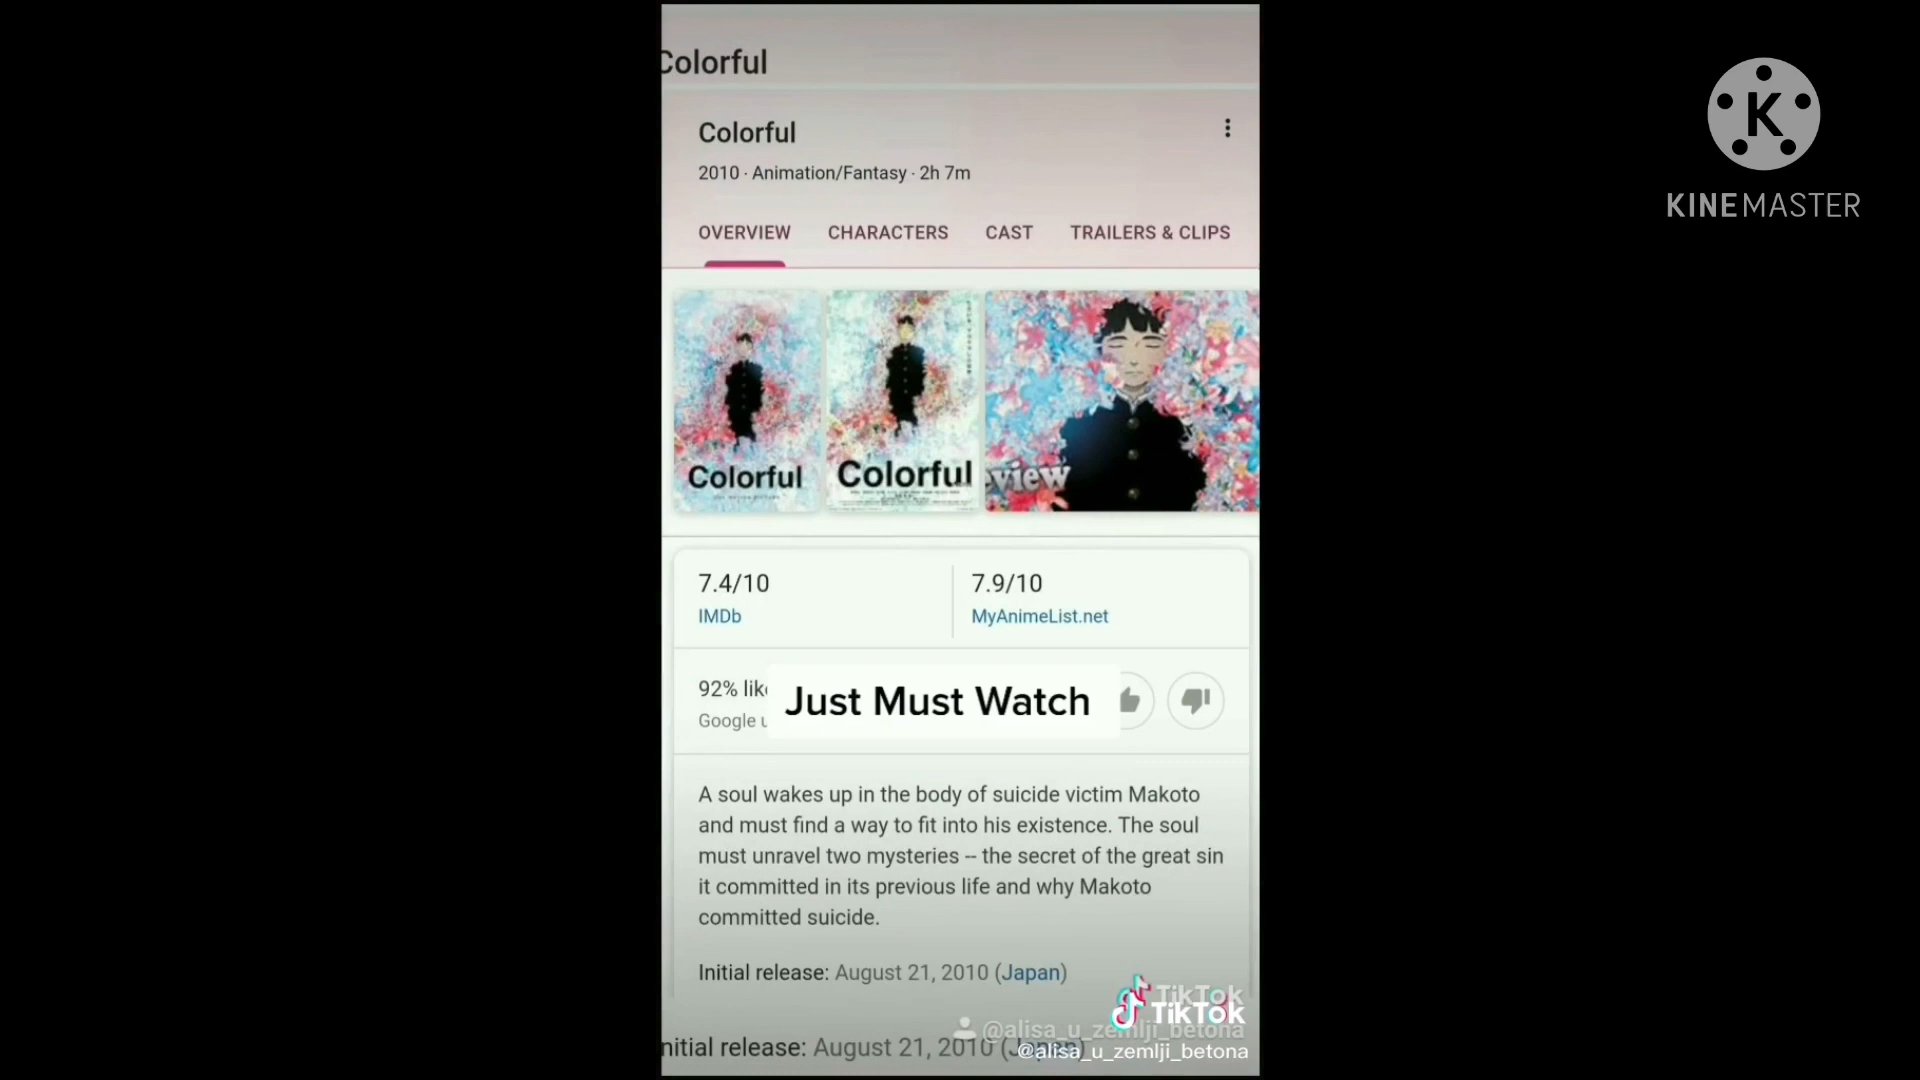 Colorful
Colorful
2010 · Animation/Fantasy · 2h 7m
OVERVIEW CHARACTERS CAST TRAILERS & CLIPS
Colorful
Colorful
view
7.4/10
IMDb
7.9/10
MyAnimeList.net
92% lik
Google u
Just Must Watch
A soul wakes up in the body of suicide victim Makoto
and must find a way to fit into his existence. The soul
must unravel two mysteries -- the secret of the great sin
it committed in its previous life and why Makoto
committed suicide.
Initial release: August 21, 2010 (Japan)
nitial release: August 21, 2010 (Japan)
TikTok
TikTok
@alisa_u_zemlji_betona
@alisa_u_zemlji_betona
K
KINEMASTER